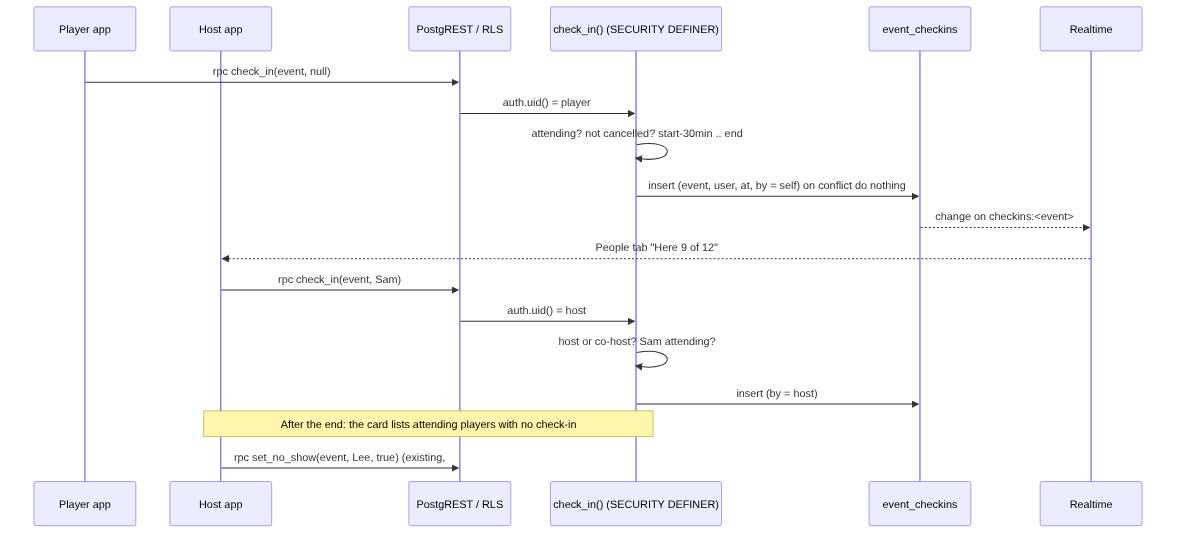 Player app
Host app
PostgREST / RLS
check_in() (SECURITY DEFINER)
event_checkins
Realtime
rpc check_in(event, null)
auth.uid() = player
attending? not cancelled? start-30min .. end
insert (event, user, at, by = self) on conflict do nothing
change on checkins:<event>
People tab "Here 9 of 12"
rpc check_in(event, Sam)
auth.uid() = host
host or co-host? Sam attending?
insert (by = host)
After the end: the card lists attending players with no check-in
rpc set_no_show(event, Lee, true) (existing,
Player app
Host app
PostgREST / RLS
check_in() (SECURITY DEFINER)
event_checkins
Realtime